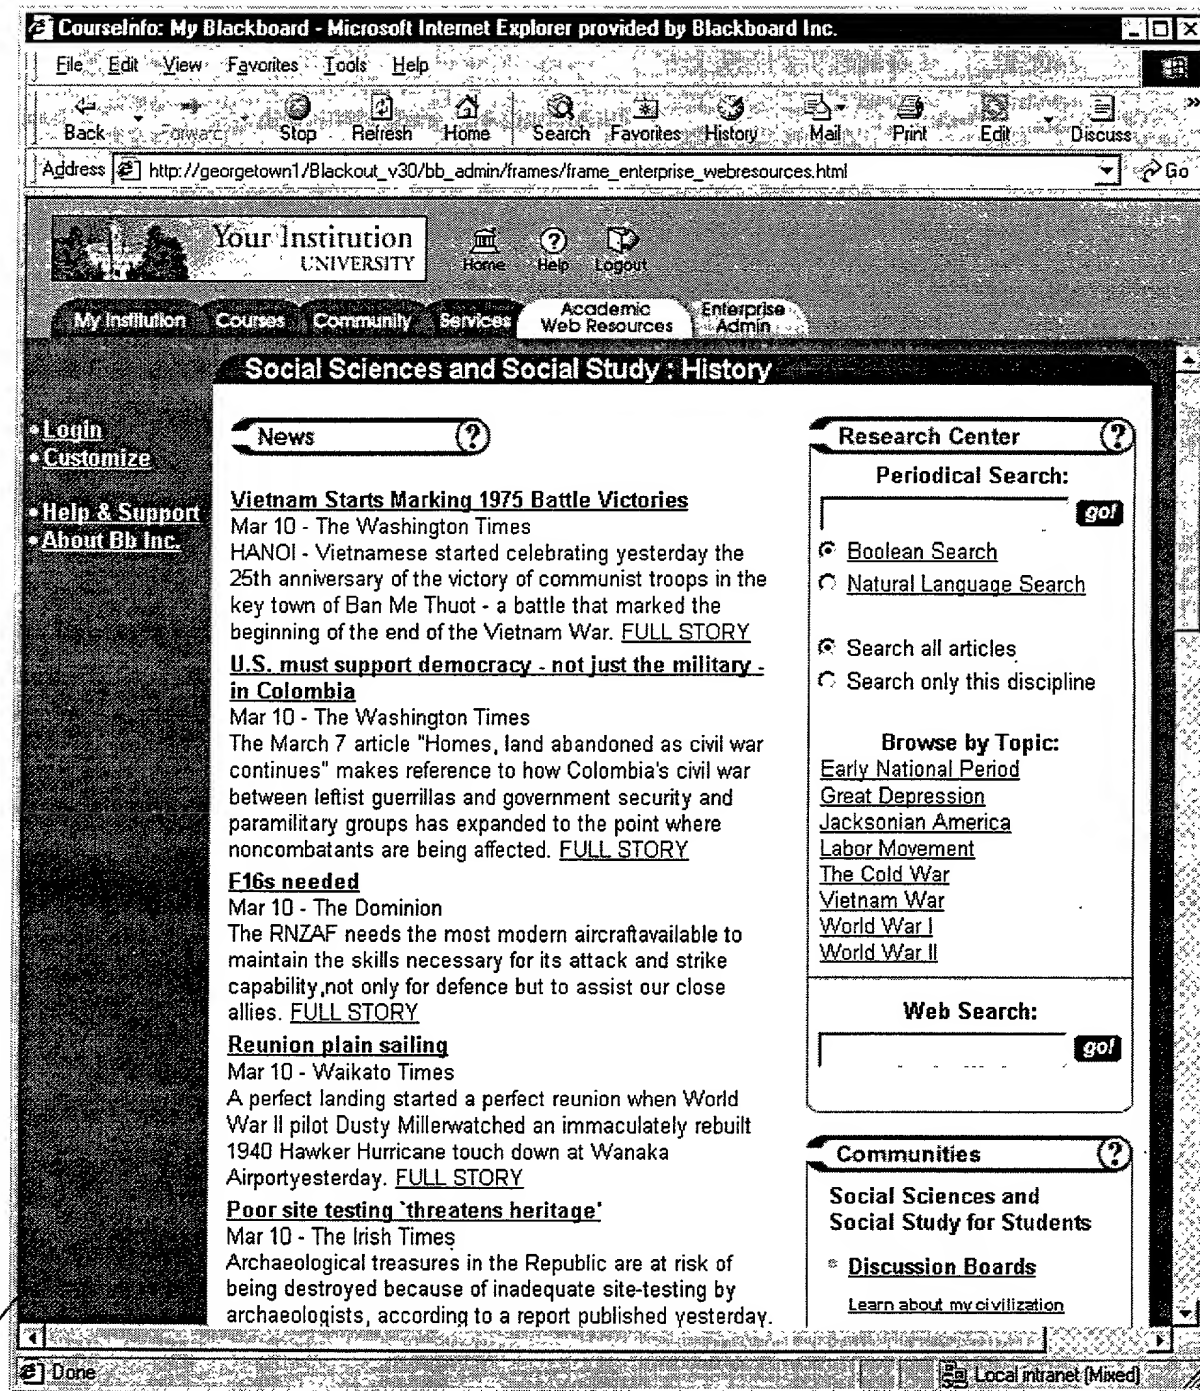 CourseInfo: My Blackboard - Microsoft Internet Explorer provided by Blackboard Inc.
File Edit View Favorites Tools Help
Back Forward Stop Refresh Home Search Favorites History Mail Print Edit Discuss
Address http://georgetown1/Blackout_v30/bb_admin/frames/frame_enterprise_webresources.html Go
Your Institution
UNIVERSITY
Home Help Logout
My Institution Courses Community Services Academic Web Resources Enterprise Admin
Social Sciences and Social Study : History
• Login
• Customize
• Help & Support
• About Bb Inc.
News ?
Vietnam Starts Marking 1975 Battle Victories
Mar 10 - The Washington Times
HANOI - Vietnamese started celebrating yesterday the
25th anniversary of the victory of communist troops in the
key town of Ban Me Thuot - a battle that marked the
beginning of the end of the Vietnam War. FULL STORY
U.S. must support democracy - not just the military -
in Colombia
Mar 10 - The Washington Times
The March 7 article "Homes, land abandoned as civil war
continues" makes reference to how Colombia's civil war
between leftist guerrillas and government security and
paramilitary groups has expanded to the point where
noncombatants are being affected. FULL STORY
F16s needed
Mar 10 - The Dominion
The RNZAF needs the most modern aircraftavailable to
maintain the skills necessary for its attack and strike
capability,not only for defence but to assist our close
allies. FULL STORY
Reunion plain sailing
Mar 10 - Waikato Times
A perfect landing started a perfect reunion when World
War II pilot Dusty Millerwatched an immaculately rebuilt
1940 Hawker Hurricane touch down at Wanaka
Airportyesterday. FULL STORY
Poor site testing `threatens heritage'
Mar 10 - The Irish Times
Archaeological treasures in the Republic are at risk of
being destroyed because of inadequate site-testing by
archaeologists, according to a report published yesterday.
Research Center ?
Periodical Search:
go!
Boolean Search
Natural Language Search
Search all articles
Search only this discipline
Browse by Topic:
Early National Period
Great Depression
Jacksonian America
Labor Movement
The Cold War
Vietnam War
World War I
World War II
Web Search:
go!
Communities ?
Social Sciences and
Social Study for Students
Discussion Boards
Learn about my civilization
Done Local intranet (Mixed)